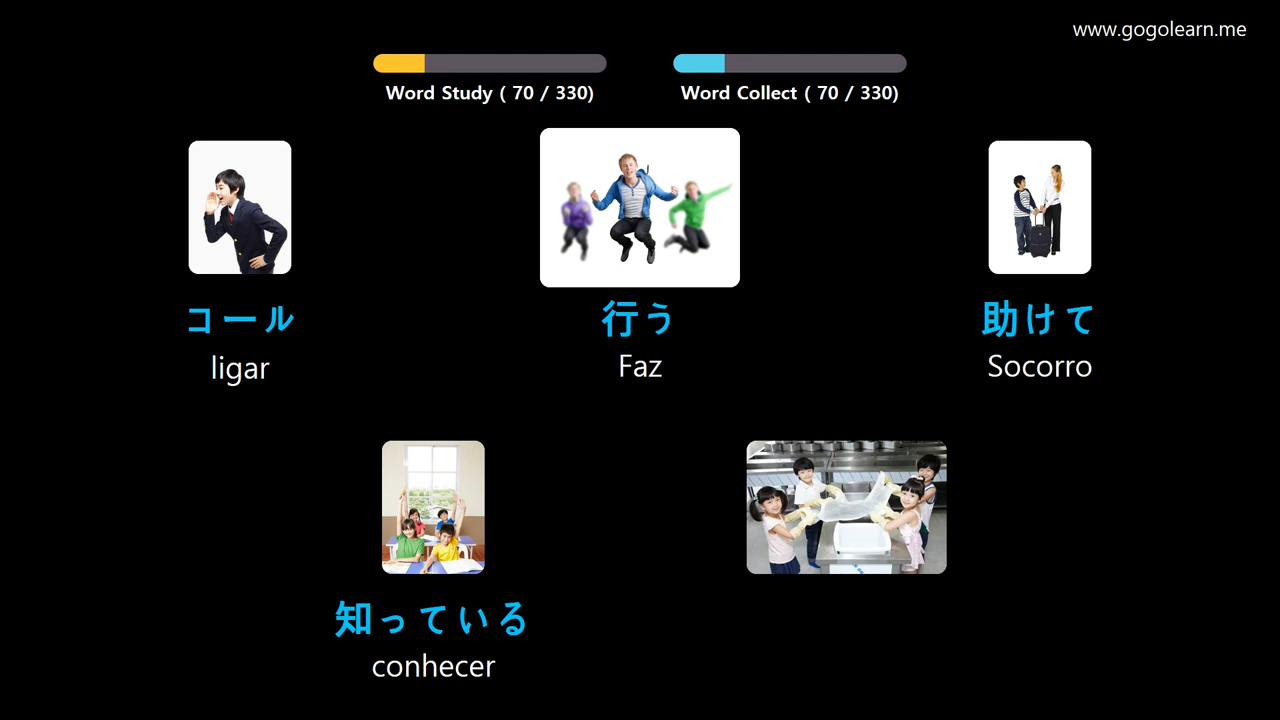 www.gogolearn.me
Word Study ( 70 / 330)
Word Collect ( 70 / 330)
コール
ligar
行う
Faz
助けて
Socorro
知っている
conhecer